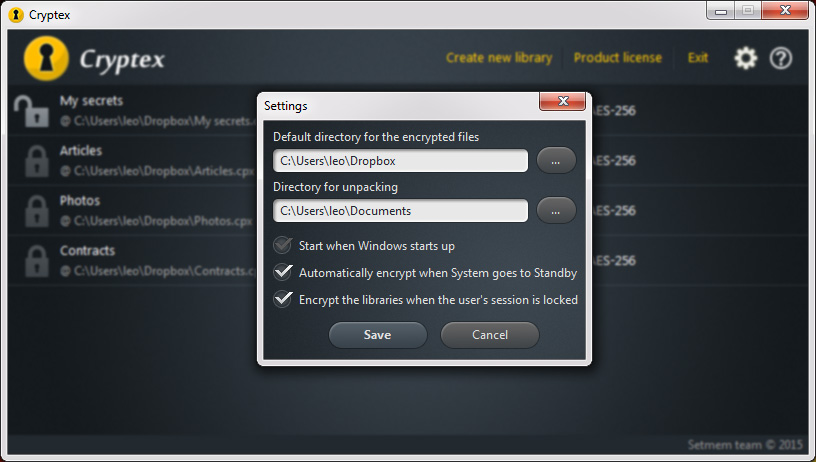 Cryptex
Cryptex
Create new library
Product license
Exit
My secrets
@ C:\Users\leo\Dropbox\My secrets.
ES-256
Articles
@ C:\Users\leo\Dropbox\Articles.cpx
ES-256
Photos
@ C:\Users\leo\Dropbox\Photos.cpx
ES-256
Contracts
@ C:\Users\leo\Dropbox\Contracts.c
ES-256
Settings
Default directory for the encrypted files
C:\Users\leo\Dropbox
...
Directory for unpacking
C:\Users\leo\Documents
...
Start when Windows starts up
Automatically encrypt when System goes to Standby
Encrypt the libraries when the user's session is locked
Save
Cancel
Setmem team © 2015